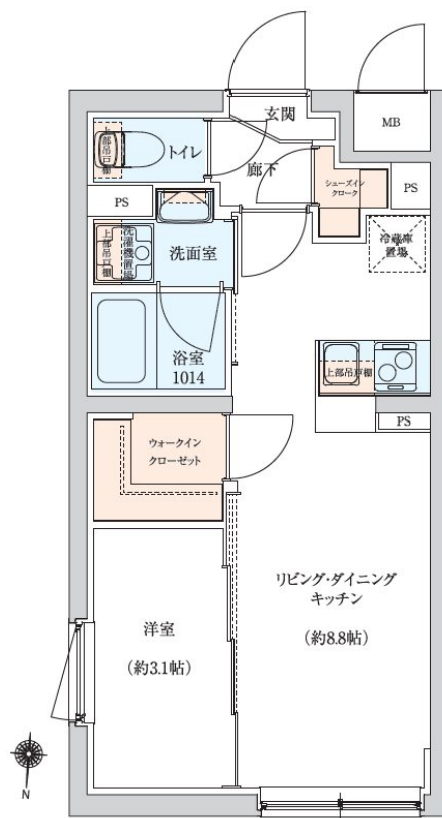 玄関
MB
トイレ
上部吊戸棚
廊下
シューズイン
クローク
PS
PS
冷蔵庫
置場
洗面室
洗濯機置場
上部吊戸棚
浴室
1014
上部吊戸棚
PS
ウォークイン
クローゼット
リビング・ダイニング
キッチン
(約8.8帖)
洋室
(約3.1帖)
N